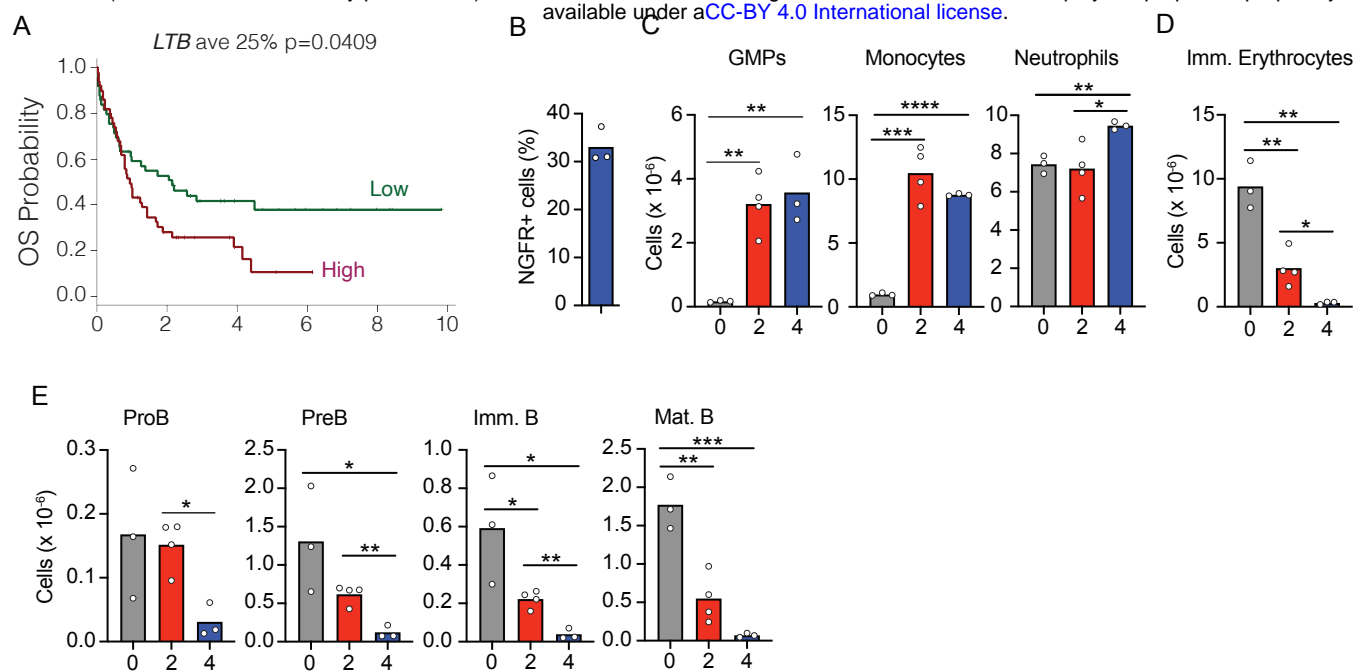 available under aCC-BY 4.0 International license.
A
LTB ave 25% p=0.0409
OS Probability
1.0
0.8
0.6
0.4
0.2
0.0
Low
High
0 2 4 6 8 10
B
NGFR+ cells (%)
40
30
20
10
0
C
GMPs
Cells (x 10-6)
6
4
2
0
**
**
0 2 4
Monocytes
15
10
5
0
****
***
0 2 4
Neutrophils
10
8
6
4
2
0
**
*
0 2 4
D
Imm. Erythrocytes
15
10
5
0
**
**
*
0 2 4
E
ProB
Cells (x 10-6)
0.3
0.2
0.1
0.0
*
0 2 4
PreB
2.5
2.0
1.5
1.0
0.5
0.0
*
**
0 2 4
Imm. B
1.0
0.8
0.6
0.4
0.2
0.0
*
*
**
0 2 4
Mat. B
2.5
2.0
1.5
1.0
0.5
0.0
***
**
0 2 4